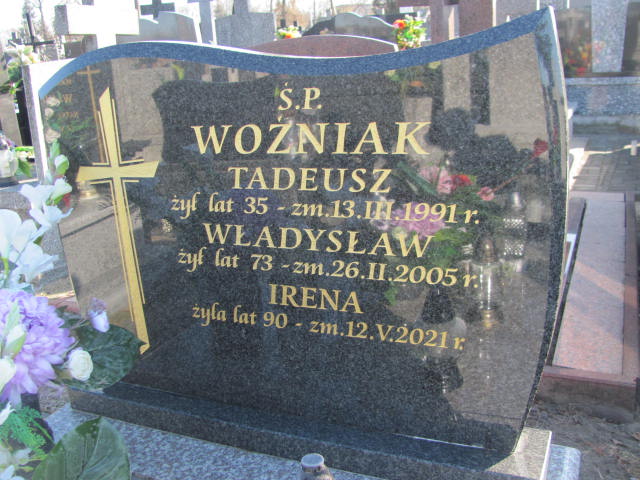 Ś.P.
WOŹNIAK
TADEUSZ
żył lat 35 - zm. 13.III.1991 r.
WŁADYSŁAW
żył lat 73 - zm. 26.II.2005 r.
IRENA
żyła lat 90 - zm. 12.V.2021 r.